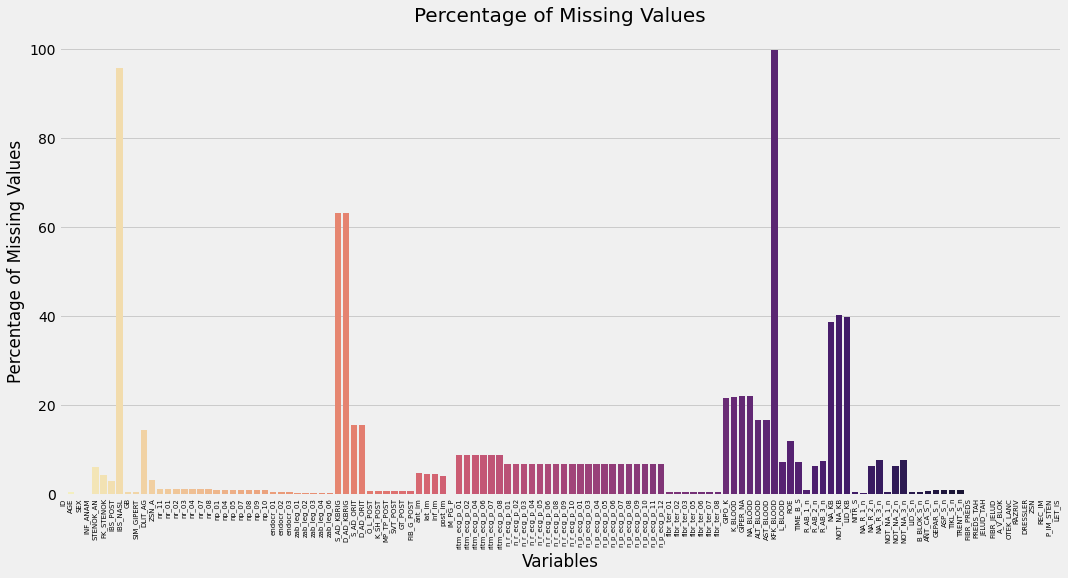 Percentage of Missing Values
Percentage of Missing Values
100
80
60
40
20
0
ID
AGE
SEX
INF_ANAM
STENOK_AN
FK_STENOK
IBS_POST
IBS_NASL
GB
SIM_GIPERT
DLIT_AG
ZSN_A
nr_11
nr_01
nr_02
nr_03
nr_04
nr_07
nr_08
np_01
np_04
np_05
np_07
np_08
np_09
np_10
endocr_01
endocr_02
endocr_03
zab_leg_01
zab_leg_02
zab_leg_03
zab_leg_04
zab_leg_06
S_AD_KBRIG
D_AD_KBRIG
S_AD_ORIT
D_AD_ORIT
O_L_POST
K_SH_POST
MP_TP_POST
SVT_POST
GT_POST
FIB_G_POST
ant_im
lat_im
inf_im
post_im
IM_PG_P
ritm_ecg_p_01
ritm_ecg_p_02
ritm_ecg_p_04
ritm_ecg_p_06
ritm_ecg_p_07
ritm_ecg_p_08
n_r_ecg_p_01
n_r_ecg_p_02
n_r_ecg_p_03
n_r_ecg_p_04
n_r_ecg_p_05
n_r_ecg_p_06
n_r_ecg_p_08
n_r_ecg_p_09
n_r_ecg_p_10
n_p_ecg_p_01
n_p_ecg_p_03
n_p_ecg_p_04
n_p_ecg_p_05
n_p_ecg_p_06
n_p_ecg_p_07
n_p_ecg_p_08
n_p_ecg_p_09
n_p_ecg_p_10
n_p_ecg_p_11
n_p_ecg_p_12
fibr_ter_01
fibr_ter_02
fibr_ter_03
fibr_ter_05
fibr_ter_06
fibr_ter_07
fibr_ter_08
GIPO_K
K_BLOOD
GIPER_NA
NA_BLOOD
ALT_BLOOD
AST_BLOOD
KFK_BLOOD
L_BLOOD
ROE
TIME_B_S
R_AB_1_n
R_AB_2_n
R_AB_3_n
NA_KB
NOT_NA_KB
LID_KB
NITR_S
NA_R_1_n
NA_R_2_n
NA_R_3_n
NOT_NA_1_n
NOT_NA_2_n
NOT_NA_3_n
LID_S_n
B_BLOK_S_n
ANT_CA_S_n
GEPAR_S_n
ASP_S_n
TIKL_S_n
TRENT_S_n
FIBR_PREDS
PREDS_TAH
JELUD_TAH
FIBR_JELUD
A_V_BLOK
OTEK_LANC
RAZRIV
DRESSLER
ZSN
REC_IM
P_IM_STEN
LET_IS
Variables